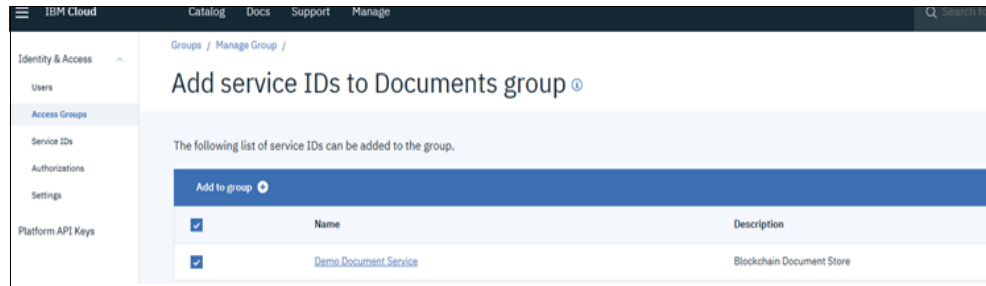 IBM Cloud Catalog Docs Support Manage Search fo
Groups / Manage Group /
Identity & Access
Add service IDs to Documents group
Users
Access Groups
Service IDs
The following list of service IDs can be added to the group.
Authorizations
Add to group
Settings
Name Description
Platform API Keys
Demo Document Service Blockchain Document Store